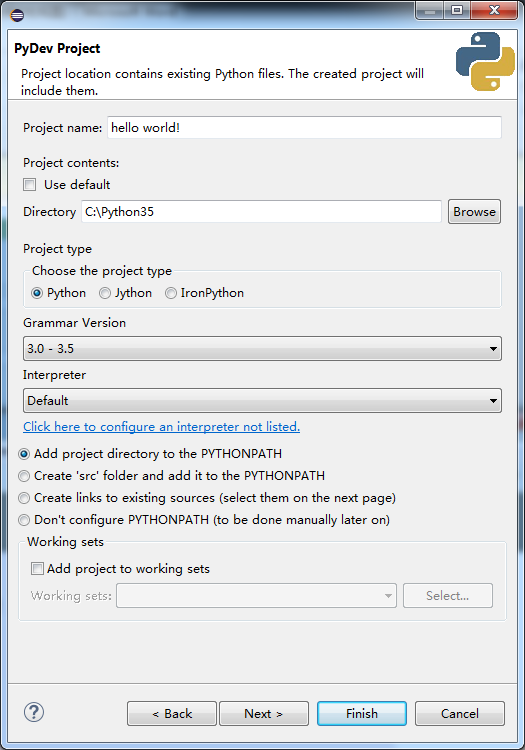 PyDev Project
Project location contains existing Python files. The created project will
include them.
Project name: hello world!
Project contents:
Use default
Directory C:\Python35 Browse
Project type
Choose the project type
Python Jython IronPython
Grammar Version
3.0 - 3.5
Interpreter
Default
Click here to configure an interpreter not listed.
Add project directory to the PYTHONPATH
Create 'src' folder and add it to the PYTHONPATH
Create links to existing sources (select them on the next page)
Don't configure PYTHONPATH (to be done manually later on)
Working sets
Add project to working sets
Working sets: Select...
? < Back Next > Finish Cancel